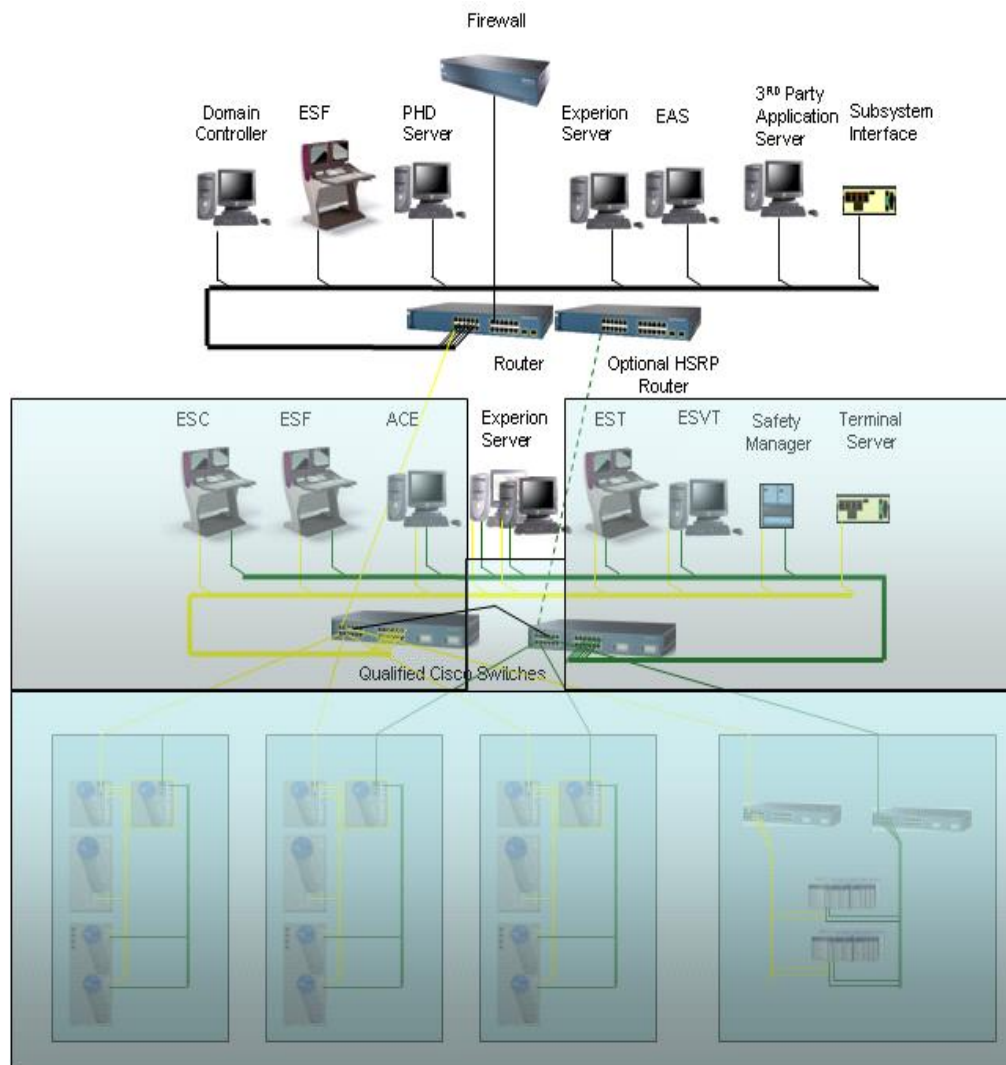 Firewall
Domain
Controller
ESF
PHD
Server
Experion
Server
EAS
3RD Party
Application
Server
Subsystem
Interface
Router
Optional HSRP
Router
ESC
ESF
ACE
Experion
Server
EST
ESVT
Safety
Manager
Terminal
Server
Qualified Cisco Switches